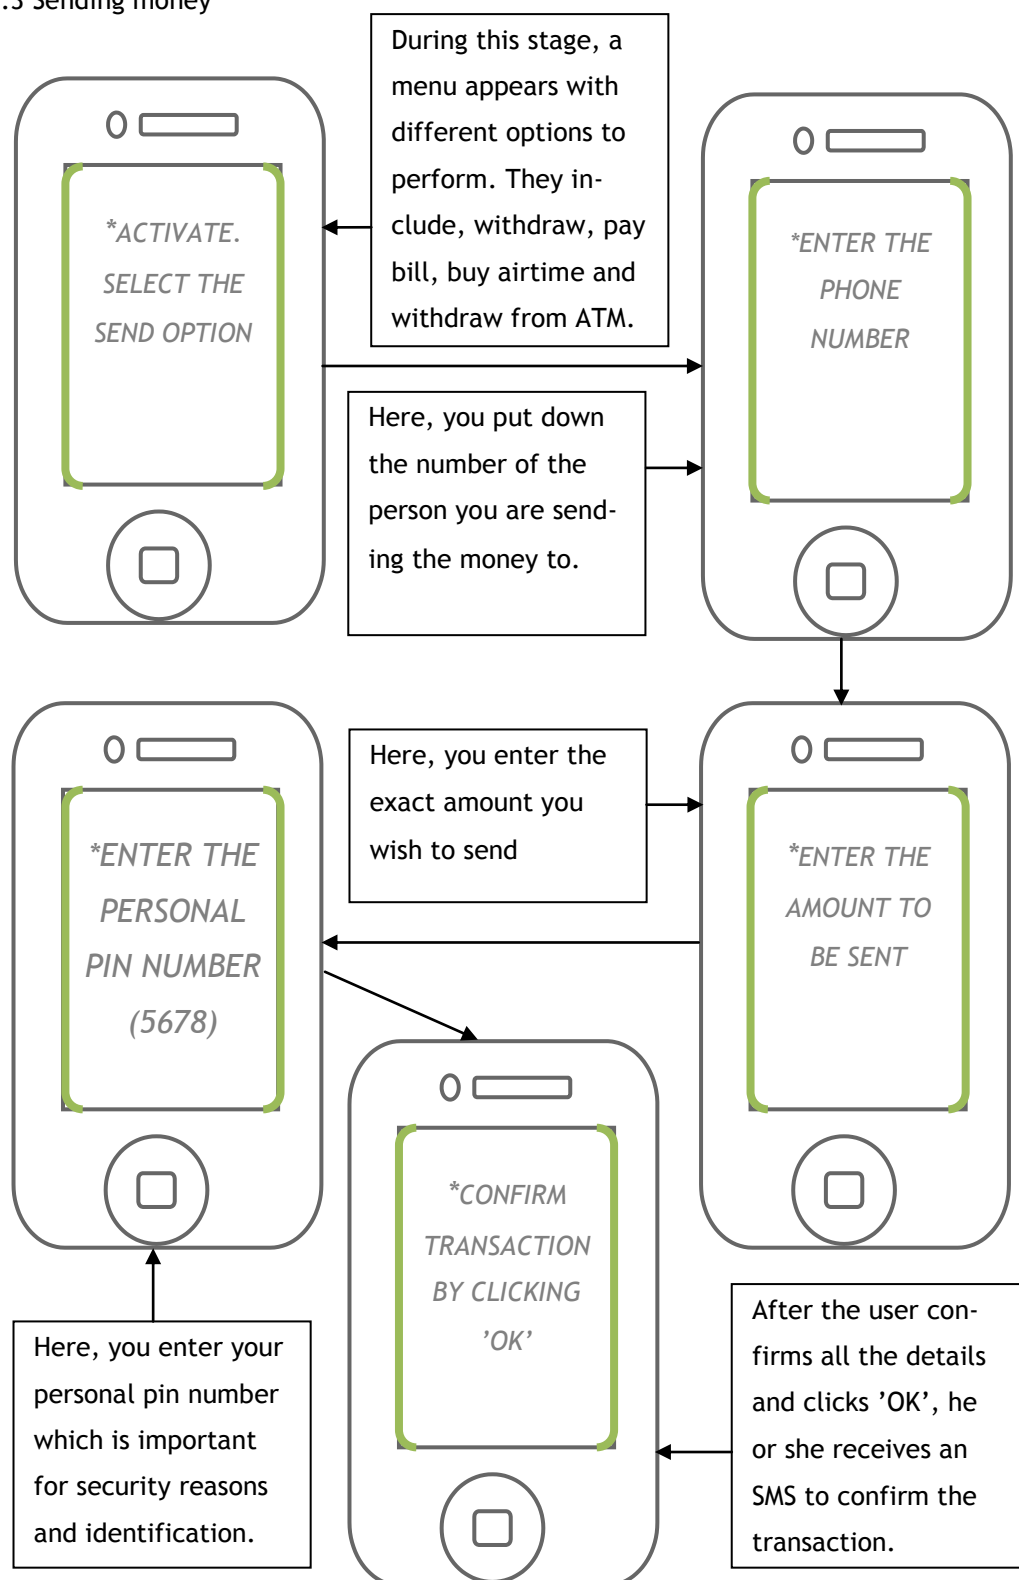 .3 Sending money
During this stage, a
menu appears with
different options to
perform. They in-
clude, withdraw, pay
bill, buy airtime and
withdraw from ATM.
*ACTIVATE.
SELECT THE
SEND OPTION
*ENTER THE
PHONE
NUMBER
Here, you put down
the number of the
person you are send-
ing the money to.
Here, you enter the
exact amount you
wish to send
*ENTER THE
AMOUNT TO
BE SENT
*ENTER THE
PERSONAL
PIN NUMBER
(5678)
Here, you enter your
personal pin number
which is important
for security reasons
and identification.
*CONFIRM
TRANSACTION
BY CLICKING
’OK’
After the user con-
firms all the details
and clicks ’OK’, he
or she receives an
SMS to confirm the
transaction.